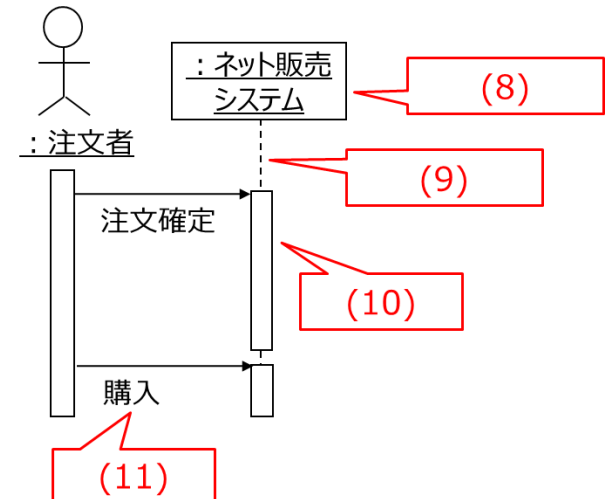 ：ネット販売
システム
(8)
：注文者
(9)
注文確定
(10)
購入
(11)